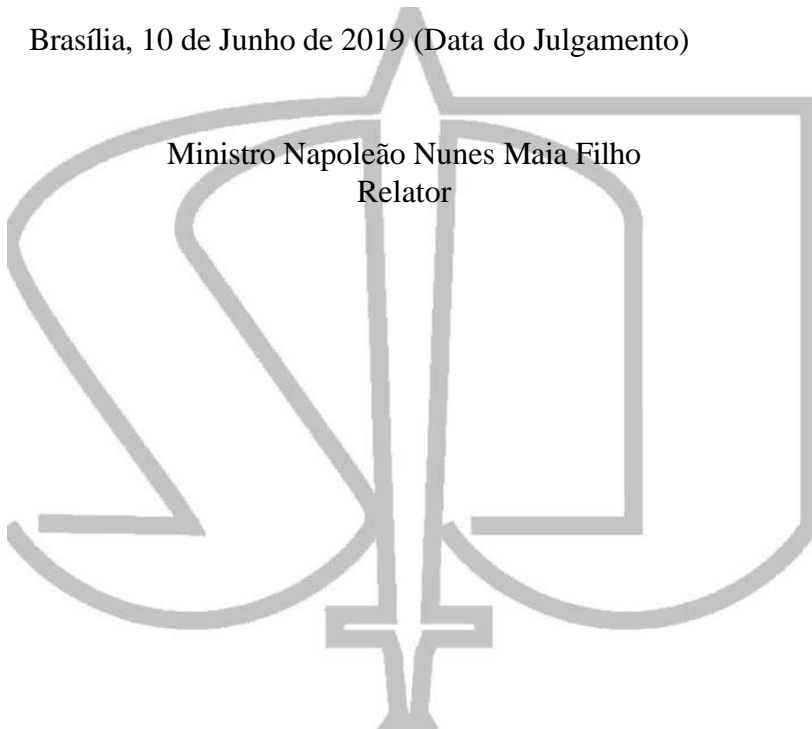 Brasília, 10 de Junho de 2019 (Data do Julgamento)
Ministro Napoleão Nunes Maia Filho
Relator